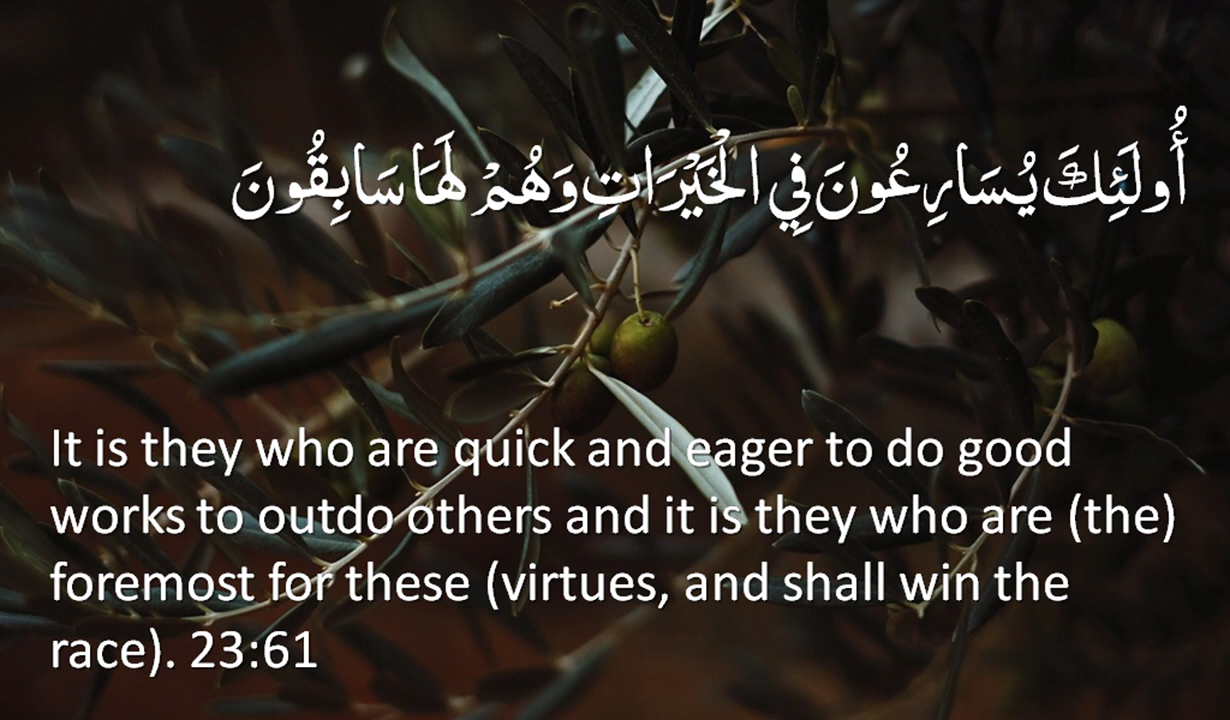 أُولَئِكَ يُسَارِعُونَ فِي الْخَيْرَاتِ وَهُمْ لَهَا سَابِقُونَ
It is they who are quick and eager to do good
works to outdo others and it is they who are (the)
foremost for these (virtues, and shall win the
race). 23:61